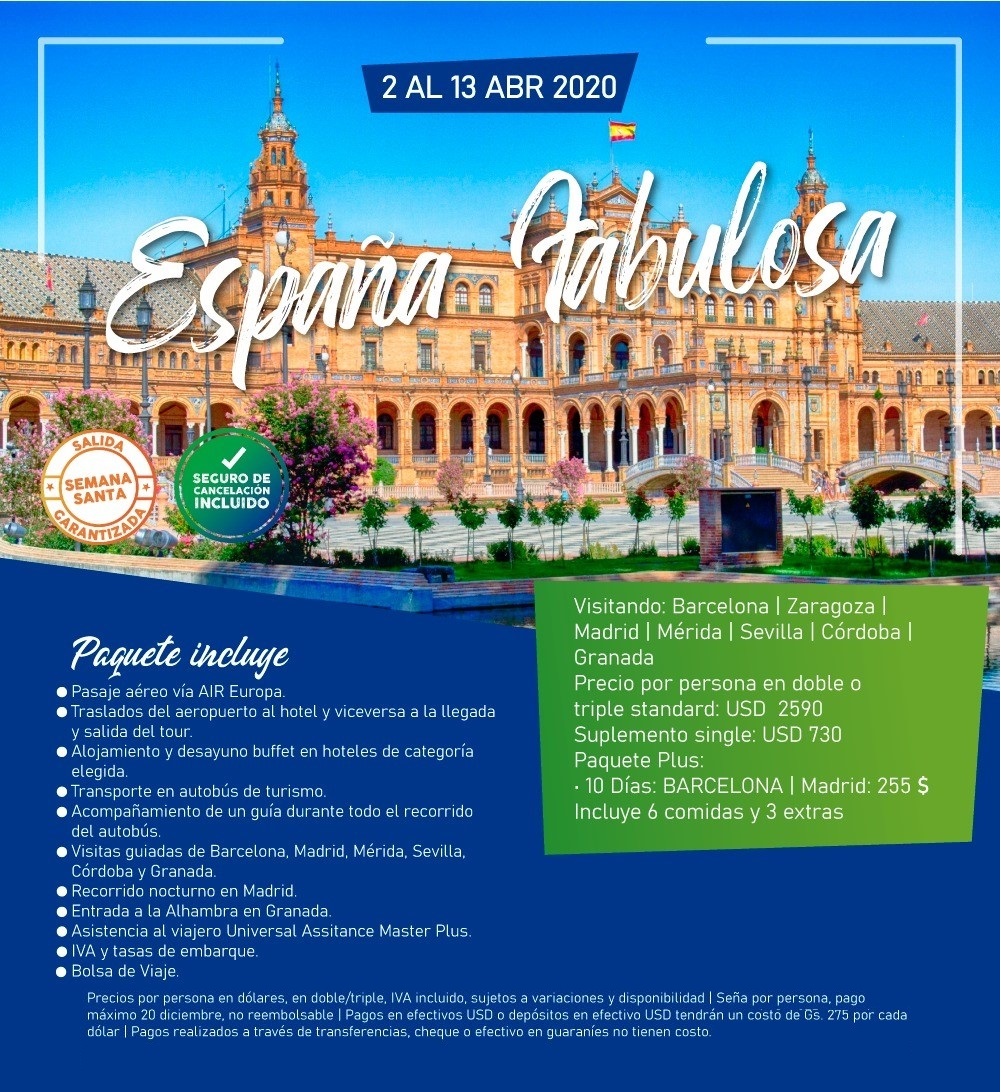 2 AL 13 ABR 2020
España Fabulosa
SALIDA
SEMANA
SANTA
GARANTIZADA
SEGURO DE
CANCELACIÓN
INCLUIDO
Visitando: Barcelona | Zaragoza |
Madrid | Mérida | Sevilla | Córdoba |
Granada
Precio por persona en doble o
triple standard: USD 2590
Suplemento single: USD 730
Paquete Plus:
· 10 Días: BARCELONA | Madrid: 255 $
Incluye 6 comidas y 3 extras
Paquete incluye
● Pasaje aéreo vía AIR Europa.
● Traslados del aeropuerto al hotel y viceversa a la llegada
y salida del tour.
● Alojamiento y desayuno buffet en hoteles de categoría
elegida.
● Transporte en autobús de turismo.
● Acompañamiento de un guía durante todo el recorrido
del autobús.
● Visitas guiadas de Barcelona, Madrid, Mérida, Sevilla,
Córdoba y Granada.
● Recorrido nocturno en Madrid.
● Entrada a la Alhambra en Granada.
● Asistencia al viajero Universal Assitance Master Plus.
● IVA y tasas de embarque.
● Bolsa de Viaje.
Precios por persona en dólares, en doble/triple, IVA incluido, sujetos a variaciones y disponibilidad | Seña por persona, pago
máximo 20 diciembre, no reembolsable | Pagos en efectivos USD o depósitos en efectivo USD tendrán un costo de Gs. 275 por cada
dólar | Pagos realizados a través de transferencias, cheque o efectivo en guaraníes no tienen costo.